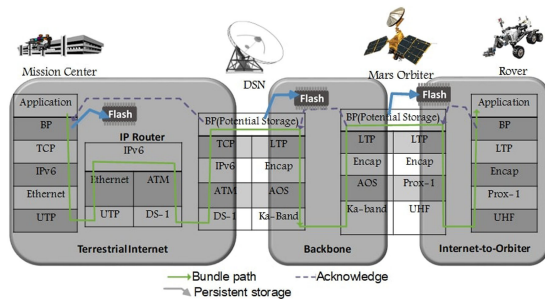 Mission Center
DSN
Mars Orbiter
Rover
Application
BP
TCP
IPv6
Ethernet
UTP
Flash
IP Router
IPv6
Ethernet
ATM
UTP
DS-1
Terrestrial Internet
BP(Potential Storage)
TCP
LTP
IPv6
Encap
ATM
AOS
DS-1
Ka-Band
Flash
Backbone
BP(Potential Storage)
LTP
LTP
Encap
Encap
AOS
Prox-1
Ka-band
UHF
Flash
Application
BP
LTP
Encap
Prox-1
UHF
Internet-to-Orbiter
Bundle path
Acknowledge
Persistent storage